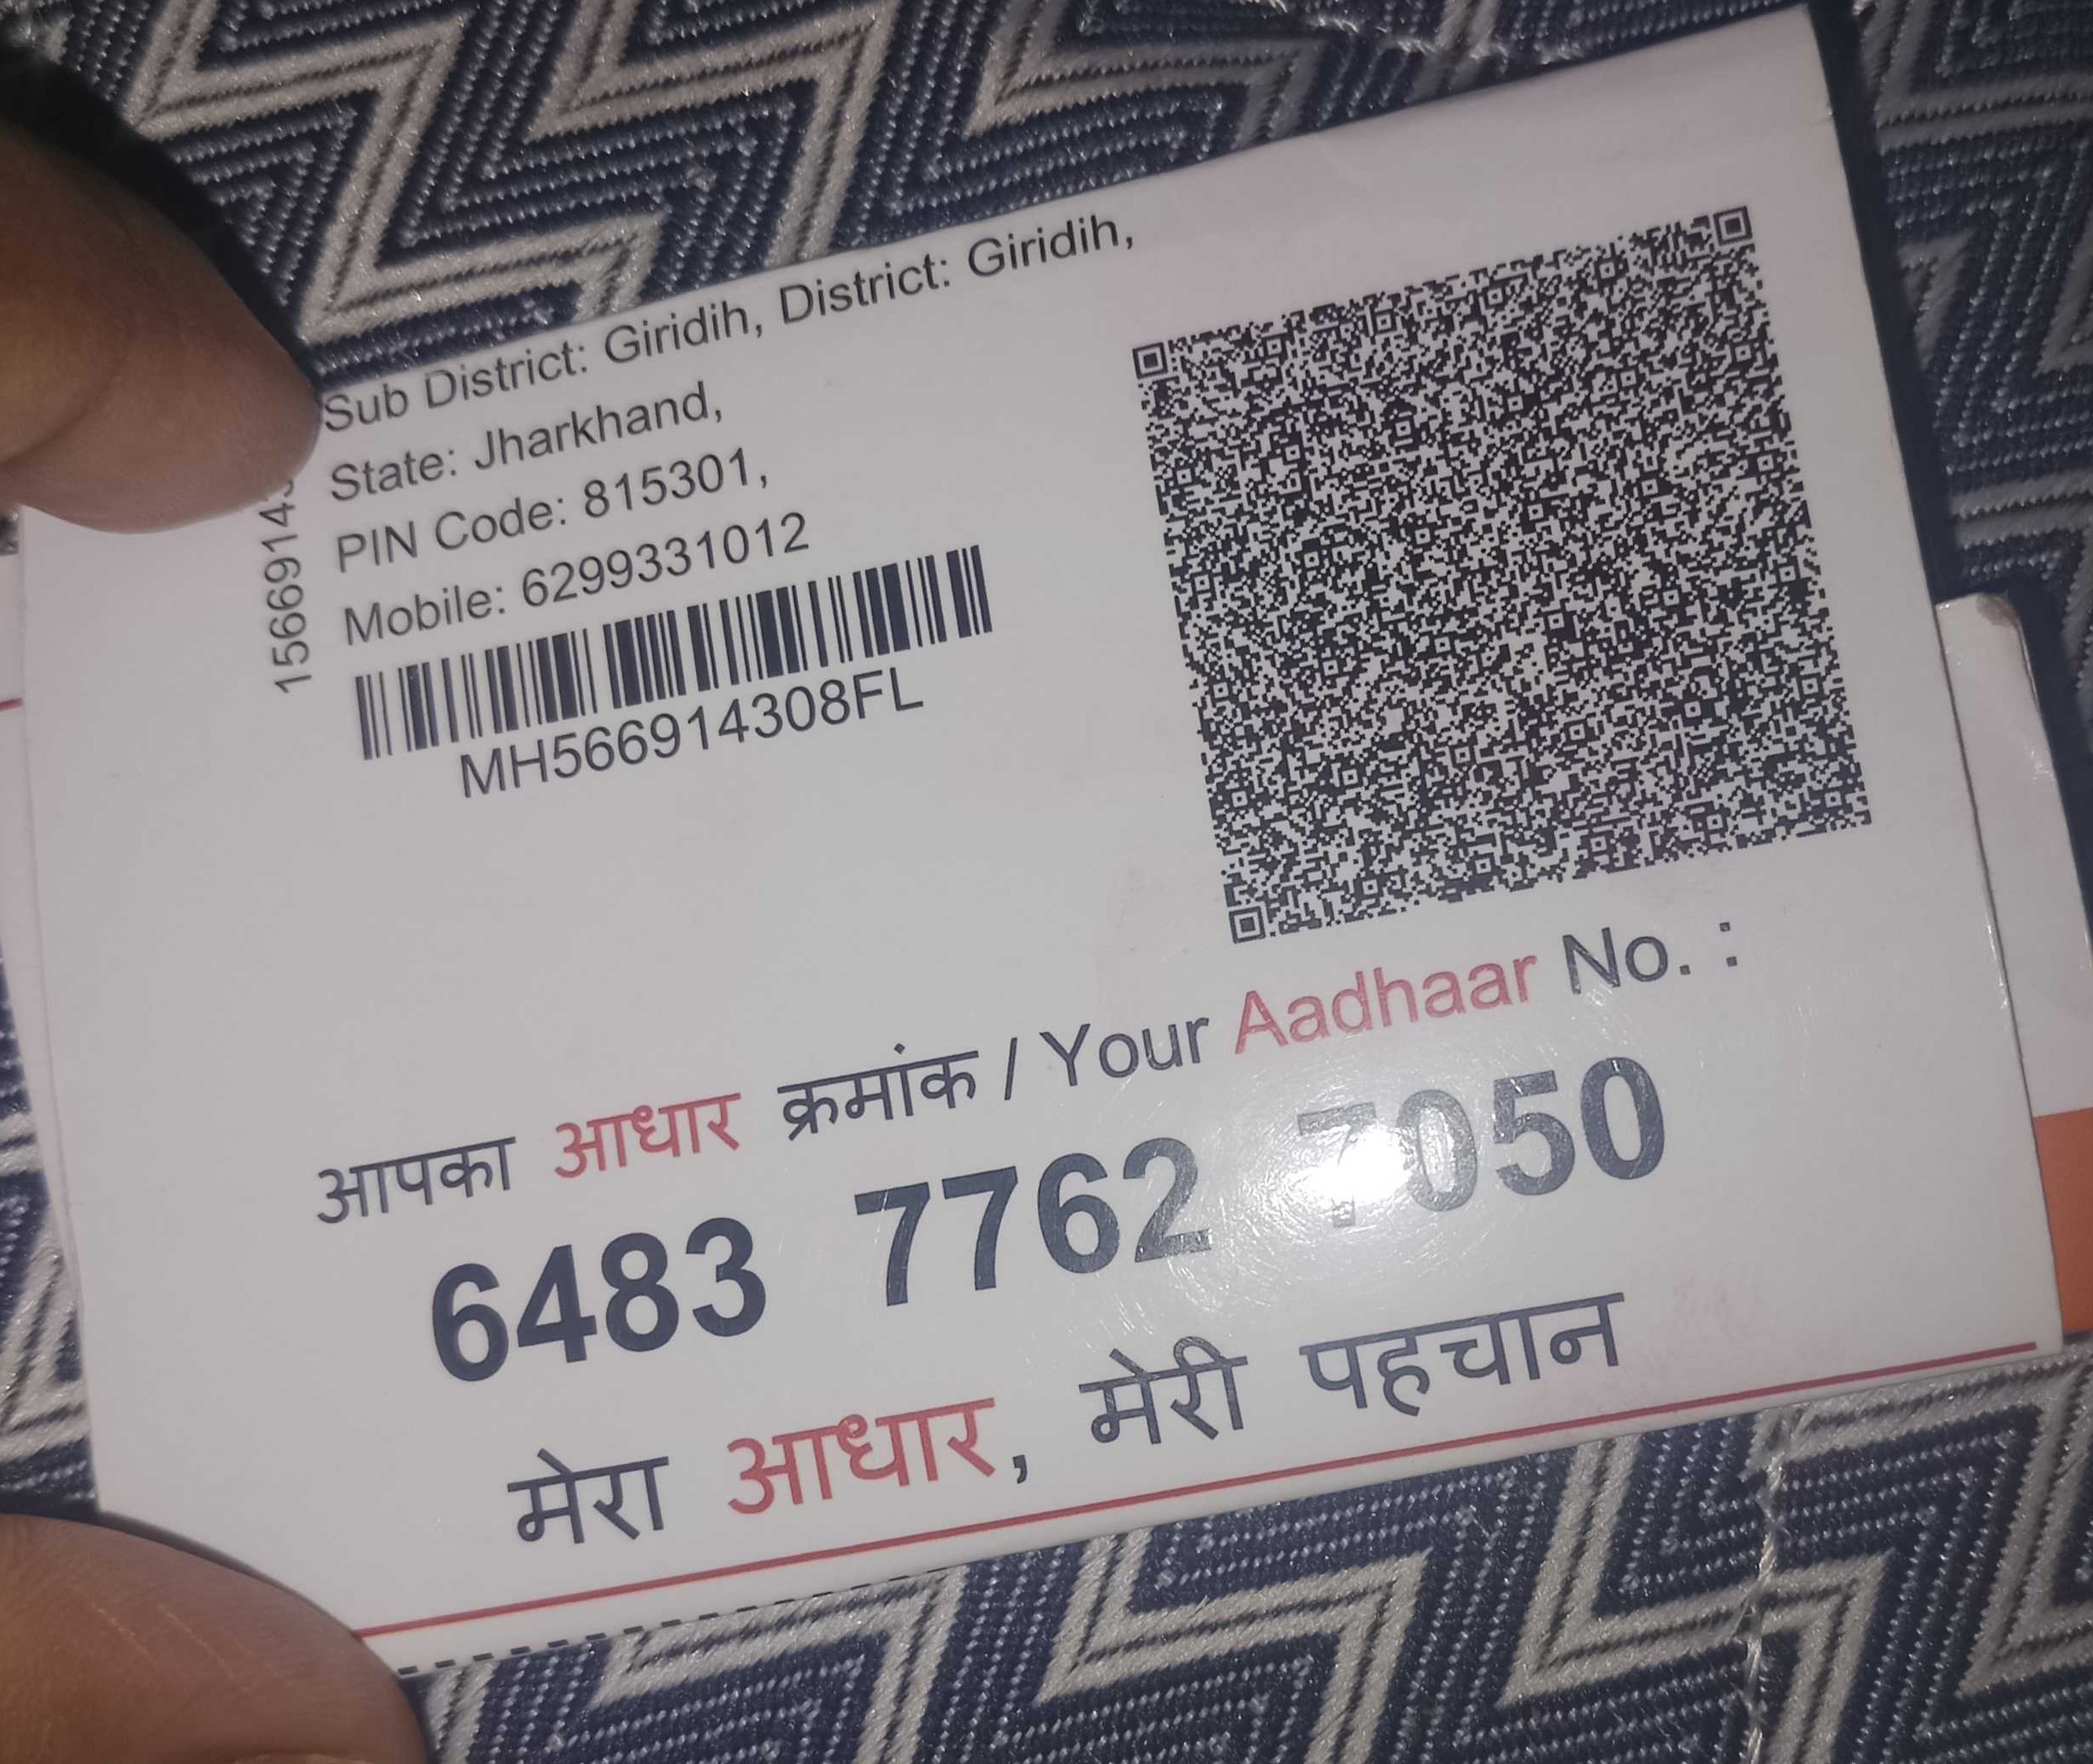 Sub District: Giridih, District: Giridih,
State: Jharkhand,
PIN Code: 815301,
Mobile: 6299331012
MH566914308FL
आपका आधार क्रमांक / Your Aadhaar No. :
6483 7762 7050
मेरा आधार, मेरी पहचान